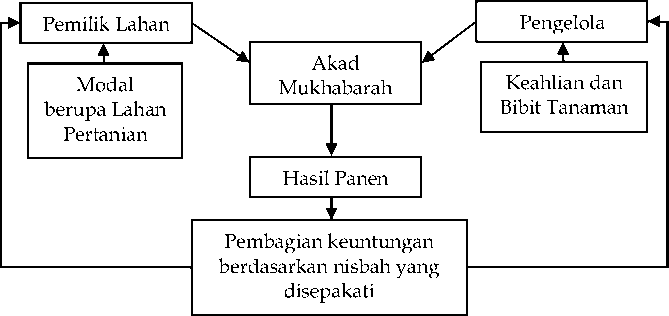 Pemilik Lahan
Pengelola
Akad
Mukhabarah
Modal
berupa Lahan
Pertanian
Keahlian dan
Bibit Tanaman
Hasil Panen
Pembagian keuntungan
berdasarkan nisbah yang
disepakati